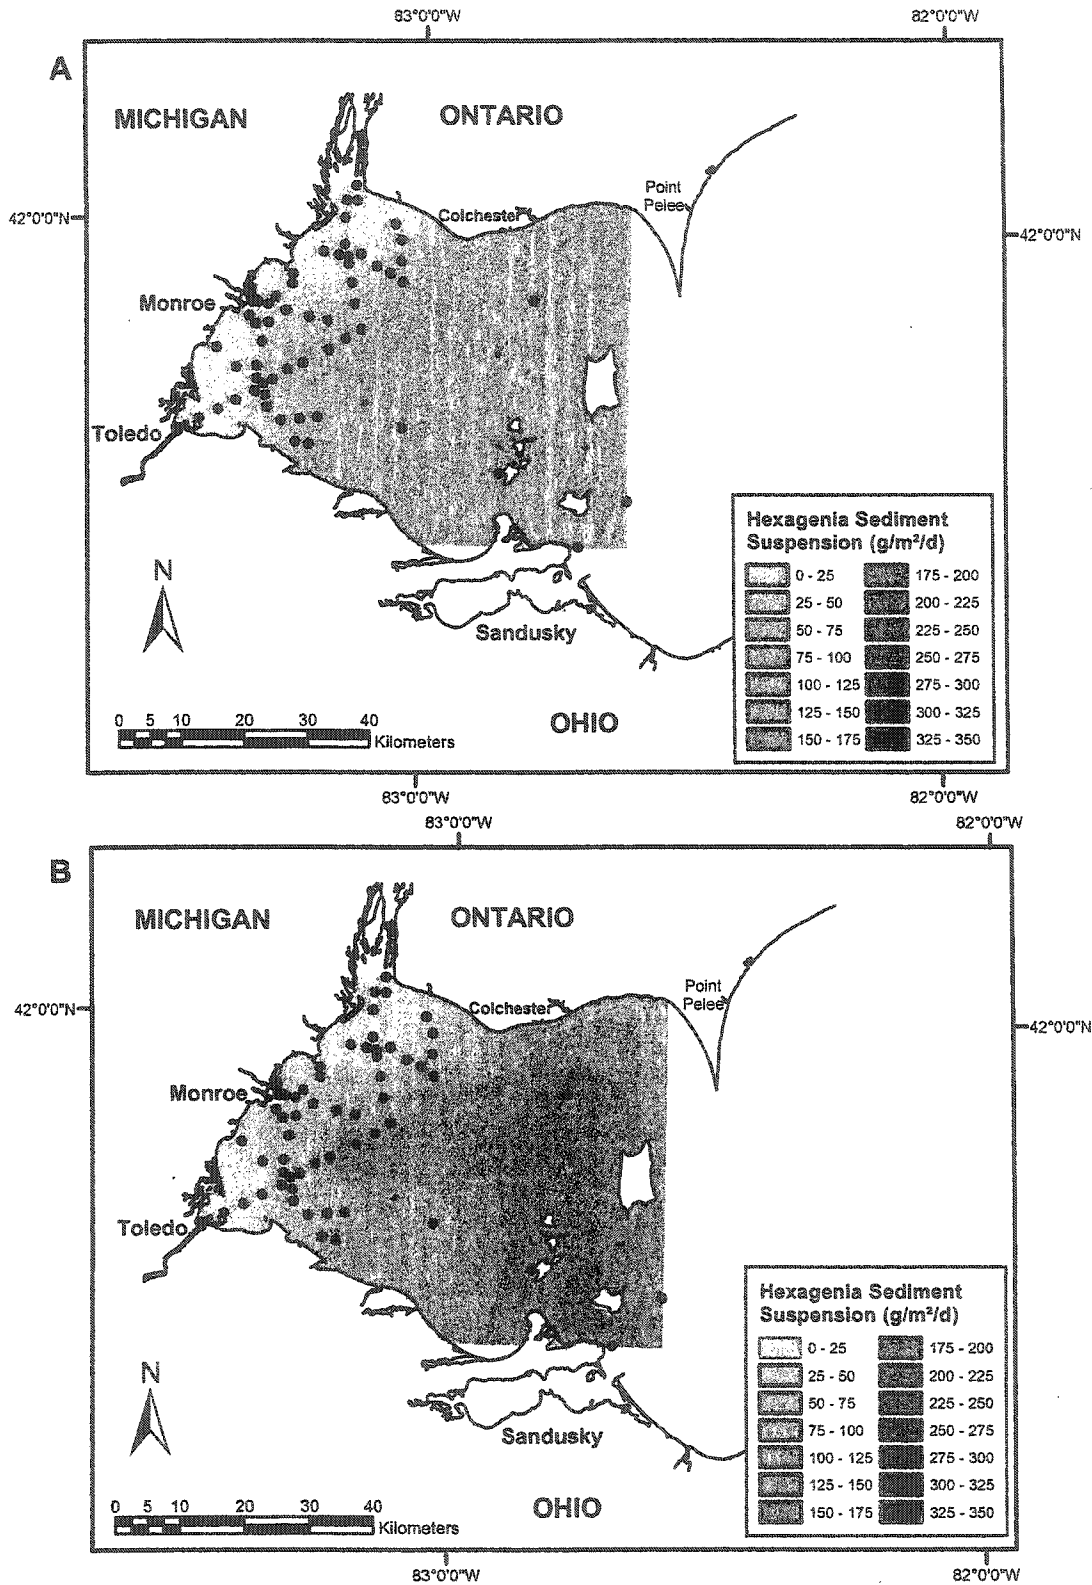 83°0'0"W 82°0'0"W
A
MICHIGAN ONTARIO
Point
Pelee
42°0'0"N Colchester 42°0'0"N
Monroe
Toledo
Hexagenia Sediment
Suspension (g/m²/d)
0 - 25 175 - 200
25 - 50 200 - 225
50 - 75 225 - 250
75 - 100 250 - 275
100 - 125 275 - 300
125 - 150 300 - 325
150 - 175 325 - 350
N
Sandusky
0 5 10 20 30 40
Kilometers
OHIO
83°0'0"W 82°0'0"W
83°0'0"W 82°0'0"W
B
MICHIGAN ONTARIO
Point
Pelee
42°0'0"N Colchester 42°0'0"N
Monroe
Toledo
Hexagenia Sediment
Suspension (g/m²/d)
0 - 25 175 - 200
25 - 50 200 - 225
50 - 75 225 - 250
75 - 100 250 - 275
100 - 125 275 - 300
125 - 150 300 - 325
150 - 175 325 - 350
N
Sandusky
0 5 10 20 30 40
Kilometers
OHIO
83°0'0"W 82°0'0"W